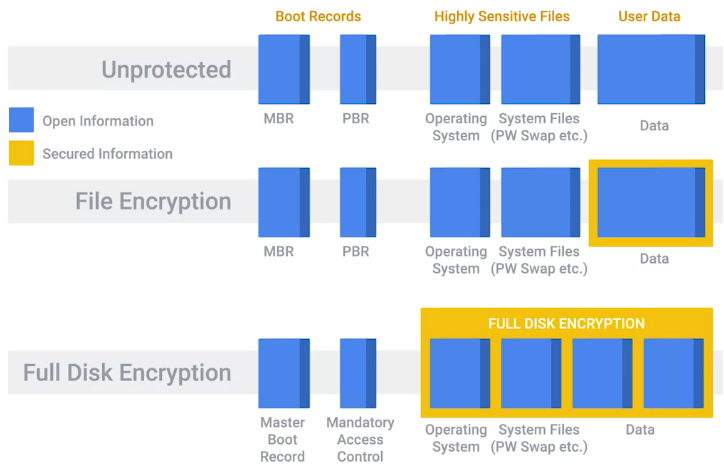 Boot Records Highly Sensitive Files User Data
Unprotected
MBR PBR Operating System Files Data
System (PW Swap etc.)
Open Information
Secured Information
File Encryption
MBR PBR Operating System Files Data
System (PW Swap etc.)
FULL DISK ENCRYPTION
Full Disk Encryption
Master Mandatory Operating System Files Data
Boot Access System (PW Swap etc.)
Record Control